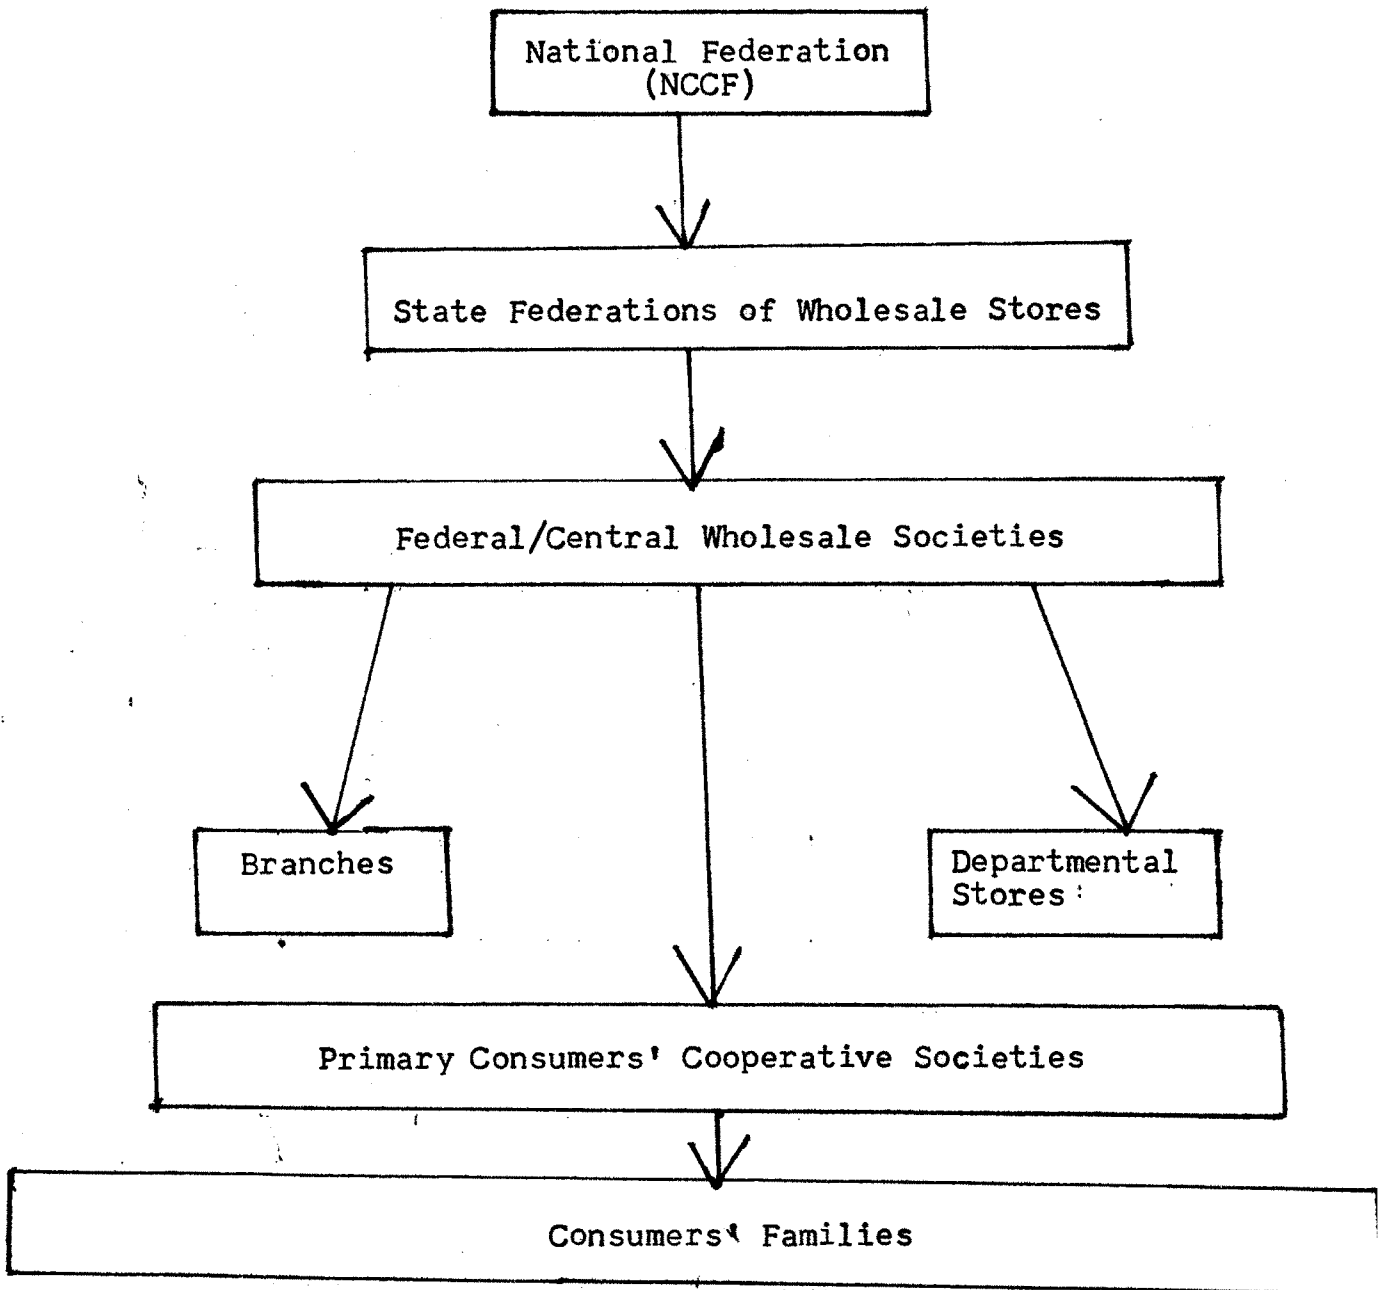 National Federation
(NCCF)
State Federations of Wholesale Stores
Federal/Central Wholesale Societies
Branches
Departmental
Stores
Primary Consumers' Cooperative Societies
Consumers' Families